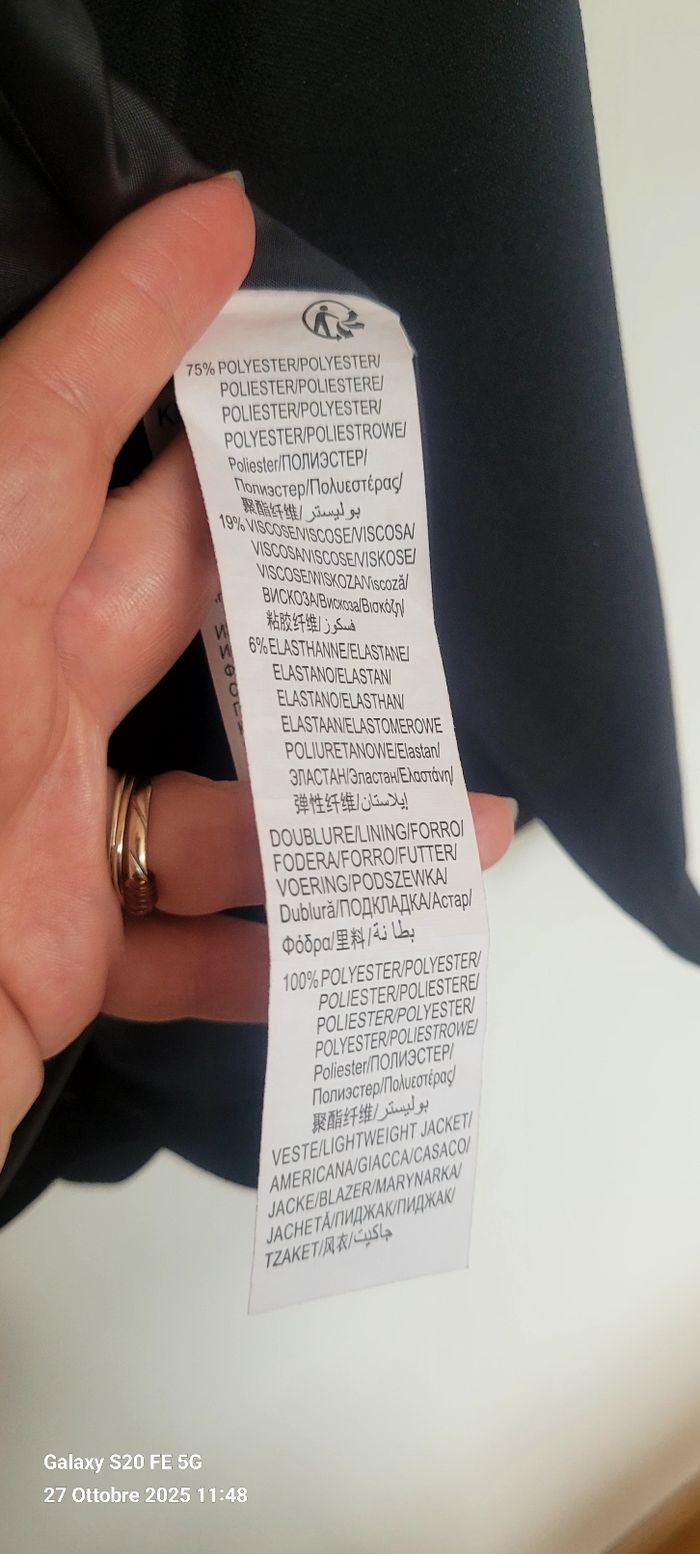 75% POLYESTER/POLYESTER/
POLIESTER/POLIESTERE/
POLIESTER/POLYESTER/
POLYESTER/POLIESTROWE/
Poliester/ПОЛИЭСТЕР/
Полиэстер/Πολυεστέρας/
聚酯纤维/بوليستر
19% VISCOSE/VISCOSE/VISCOSA/
VISCOSA/VISCOSE/VISKOSE/
VISCOSE/WISKOZA/Viscoză/
ВИСКОЗА/Вискоза/Βισκόζη/
粘胶纤维/فسكوز
6% ELASTHANNE/ELASTANE/
ELASTANO/ELASTAN/
ELASTANO/ELASTHAN/
ELASTAAN/ELASTOMEROWE
POLIURETANOWE/Elastan/
ЭЛАСТАН/Эластан/Ελαστάνη/
弹性纤维/إيلاستان
DOUBLURE/LINING/FORRO/
FODERA/FORRO/FUTTER/
VOERING/PODSZEWKA/
Dublură/ПОДКЛАДКА/Астар/
Φόδρα/里料/بطانة
100% POLYESTER/POLYESTER/
POLIESTER/POLIESTERE/
POLIESTER/POLYESTER/
POLYESTER/POLIESTROWE/
Poliester/ПОЛИЭСТЕР/
Полиэстер/Πολυεστέρας/
聚酯纤维/بوليستر
VESTE/LIGHTWEIGHT JACKET/
AMERICANA/GIACCA/CASACO/
JACKE/BLAZER/MARYNARKA/
JACHETĂ/ПИДЖАК/ПИДЖАК/
TZAKET/风衣/جاكيت
Galaxy S20 FE 5G
27 Ottobre 2025 11:48